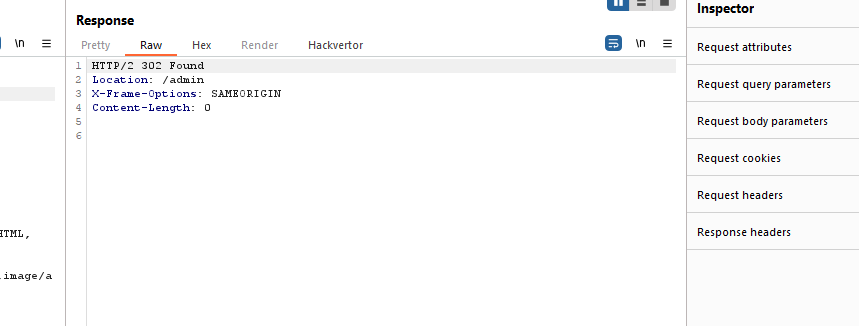 Response
Pretty Raw Hex Render Hackvertor
\n
\n
1 HTTP/2 302 Found
2 Location: /admin
3 X-Frame-Options: SAMEORIGIN
4 Content-Length: 0
5
6
HTML,
image/a
Inspector
Request attributes
Request query parameters
Request body parameters
Request cookies
Request headers
Response headers